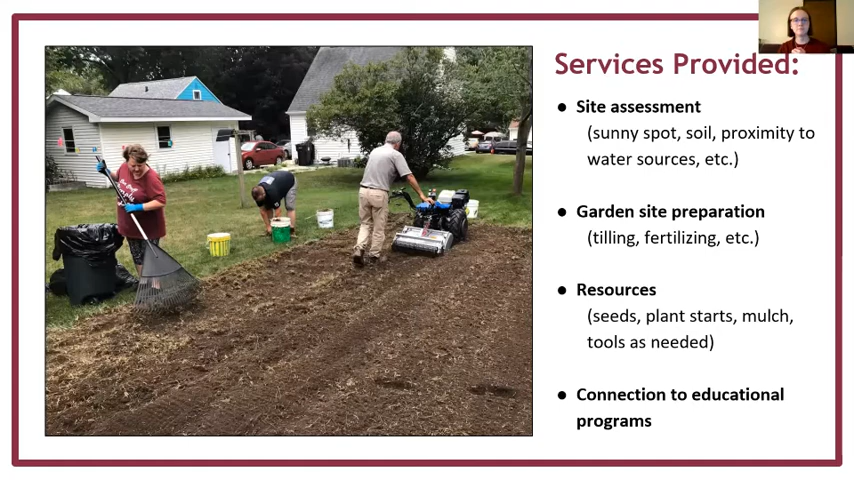 Services Provided:
● Site assessment
(sunny spot, soil, proximity to
water sources, etc.)
● Garden site preparation
(tilling, fertilizing, etc.)
● Resources
(seeds, plant starts, mulch,
tools as needed)
● Connection to educational
programs